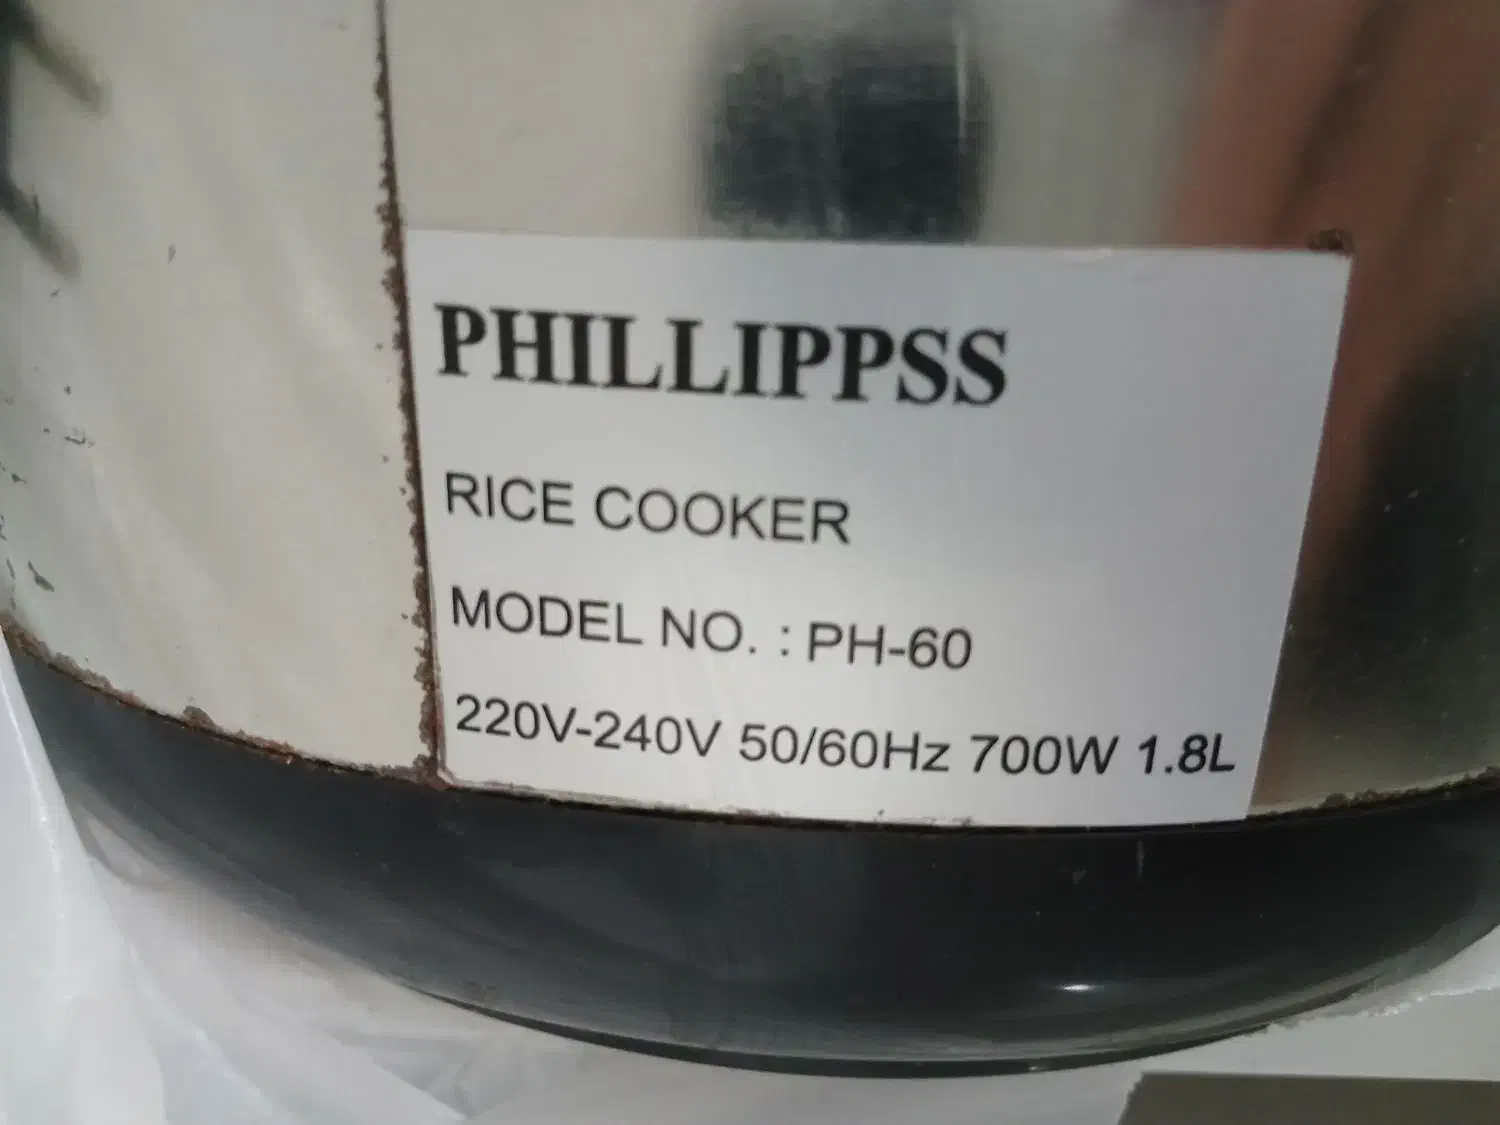 PHILLIPPSS
RICE COOKER
MODEL NO. : PH-60
220V-240V 50/60Hz 700W 1.8L